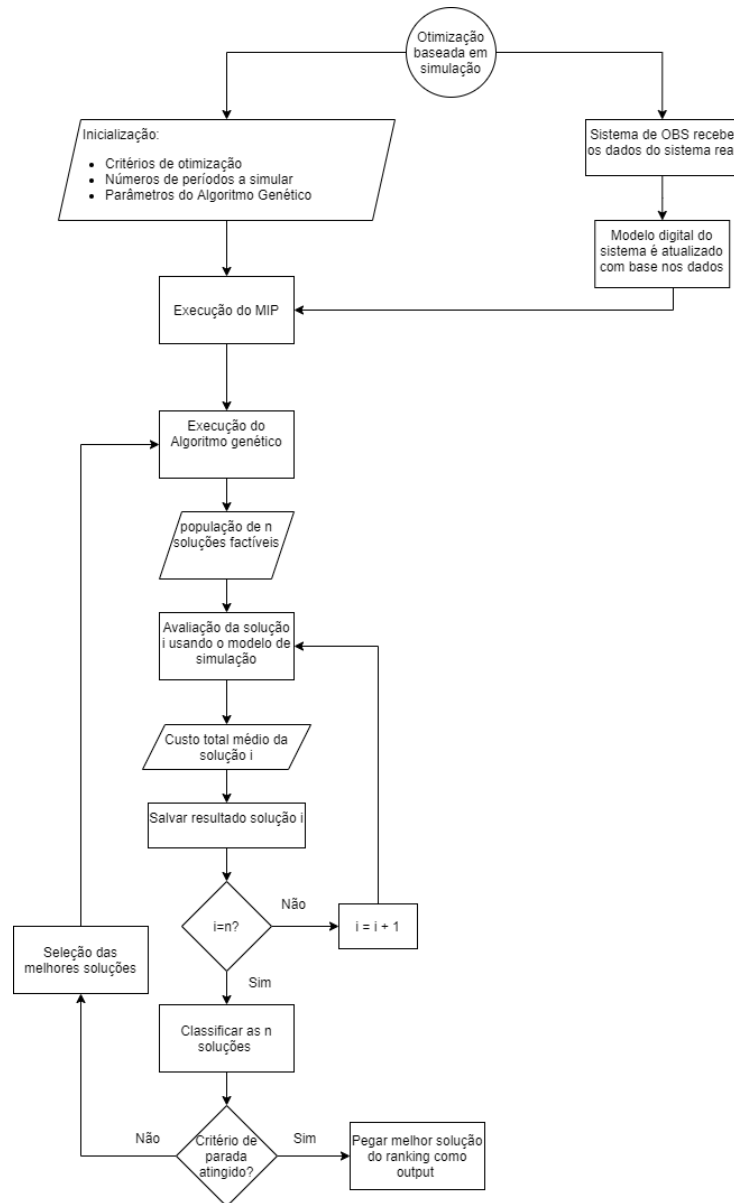 Otimização
baseada em
simulação
Inicialização:
• Critérios de otimização
• Números de períodos a simular
• Parâmetros do Algoritmo Genético
Sistema de OBS recebe
os dados do sistema rea
Modelo digital do
sistema é atualizado
com base nos dados
Execução do MIP
Execução do
Algoritmo genético
população de n
soluções factíveis
Avaliação da solução
i usando o modelo de
simulação
Custo total médio da
solução i
Salvar resultado solução i
i=n?
Não
i = i + 1
Sim
Seleção das
melhores soluções
Classificar as n
soluções
Critério de
parada
atingido?
Não
Sim
Pegar melhor solução
do ranking como
output